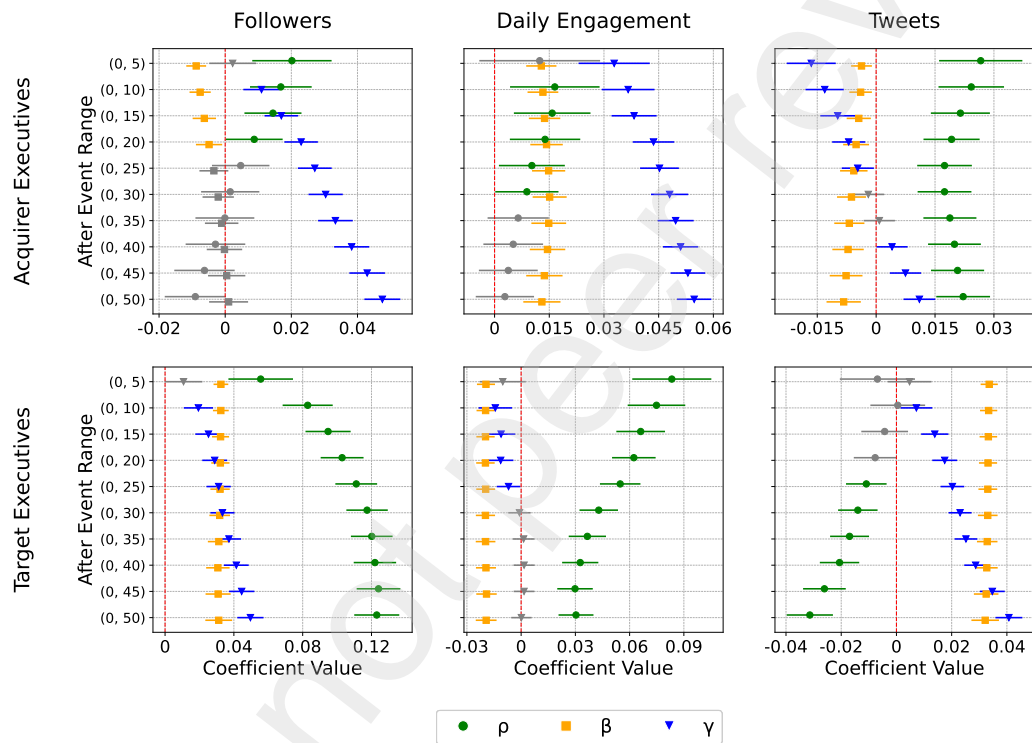 Followers
Daily Engagement
Tweets
Acquirer Executives
After Event Range
(0, 5)
(0, 10)
(0, 15)
(0, 20)
(0, 25)
(0, 30)
(0, 35)
(0, 40)
(0, 45)
(0, 50)
-0.02 0 0.02 0.04
0 0.015 0.03 0.045 0.06
-0.015 0 0.015 0.03
Target Executives
After Event Range
(0, 5)
(0, 10)
(0, 15)
(0, 20)
(0, 25)
(0, 30)
(0, 35)
(0, 40)
(0, 45)
(0, 50)
0 0.04 0.08 0.12
-0.03 0 0.03 0.06 0.09
-0.04 -0.02 0 0.02 0.04
Coefficient Value
Coefficient Value
Coefficient Value
ρ β γ
not peer rev